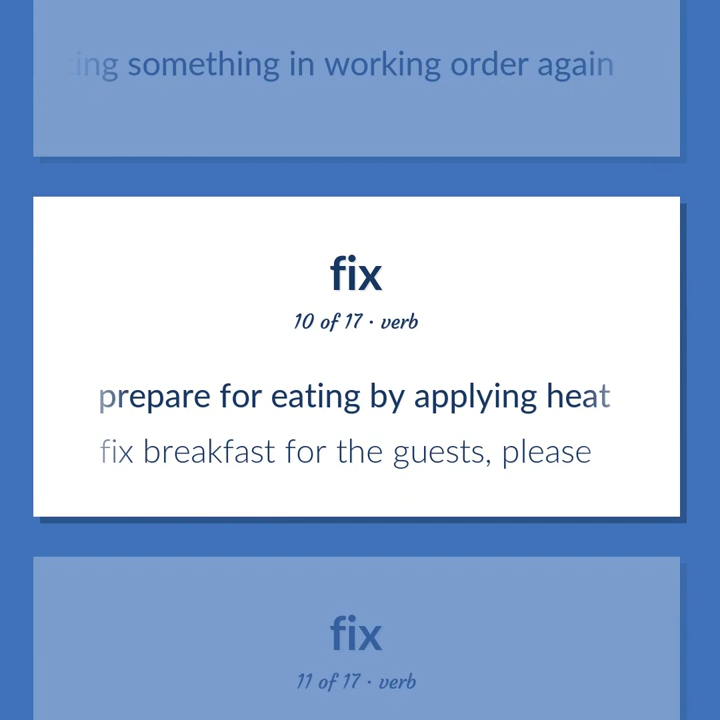 something in working order again
fix
10 of 17 · verb
prepare for eating by applying heat
fix breakfast for the guests, please
fix
11 of 17 · verb